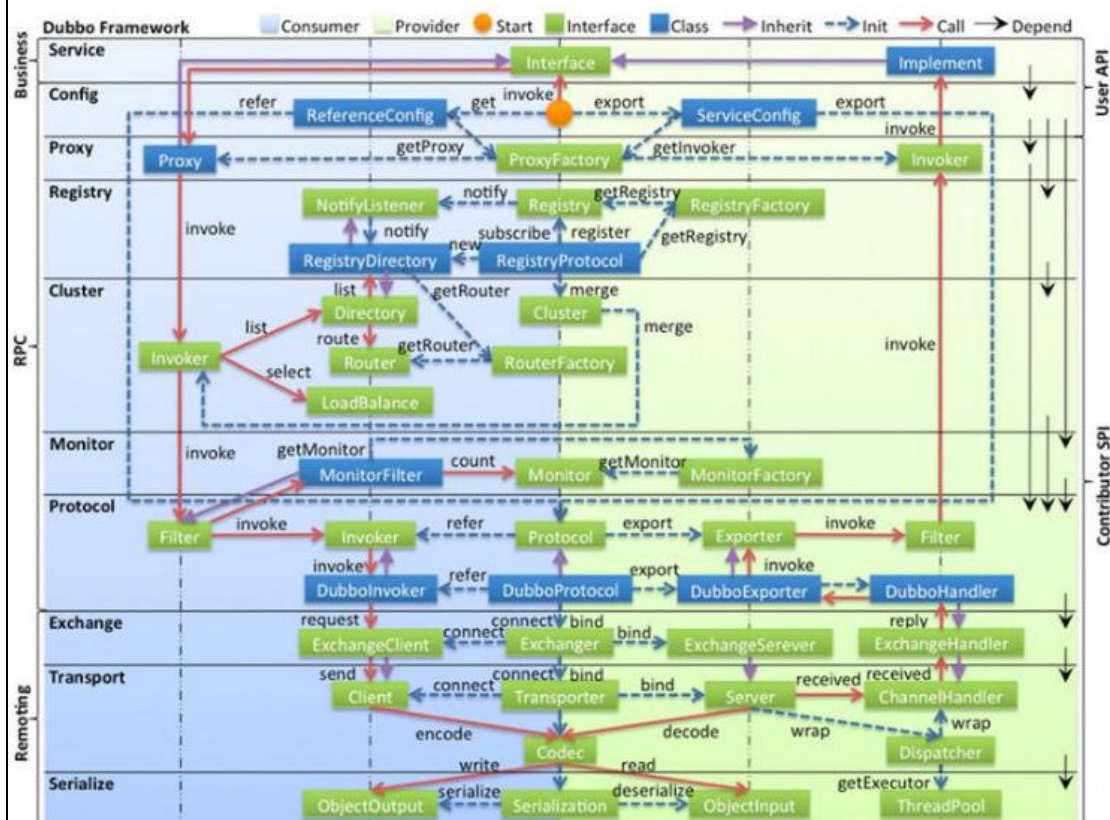 Dubbo Framework Consumer Provider Start Interface Class Inherit Init Call Depend
Business
Service
Interface
Implement
User API
Config
refer
ReferenceConfig
get
invoke
export
ServiceConfig
export
invoke
Proxy
Proxy
getProxy
ProxyFactory
getInvoker
Invoker
Registry
NotifyListener
notify
Registry
getRegistry
RegistryFactory
invoke
notify
subscribe
register
getRegistry
RegistryDirectory
new
RegistryProtocol
RPC
Cluster
list
getRouter
merge
Directory
Cluster
merge
list
route
getRouter
invoke
Invoker
Router
RouterFactory
select
LoadBalance
Contributor SPI
Monitor
getMonitor
invoke
MonitorFilter
count
Monitor
getMonitor
MonitorFactory
Protocol
Filter
invoke
Invoker
refer
Protocol
export
Exporter
invoke
Filter
invoke
refer
export
invoke
DubboInvoker
DubboProtocol
DubboExporter
DubboHandler
Remoting
Exchange
request
connect
bind
reply
ExchangeClient
connect
Exchanger
bind
ExchangeSerever
ExchangeHandler
Transport
send
connect
bind
received
received
Client
connect
Transporter
bind
Server
ChannelHandler
encode
decode
wrap
wrap
Codec
Dispatcher
write
read
Serialize
serialize
deserialize
getExecutor
ObjectOutput
Serialization
ObjectInput
ThreadPool